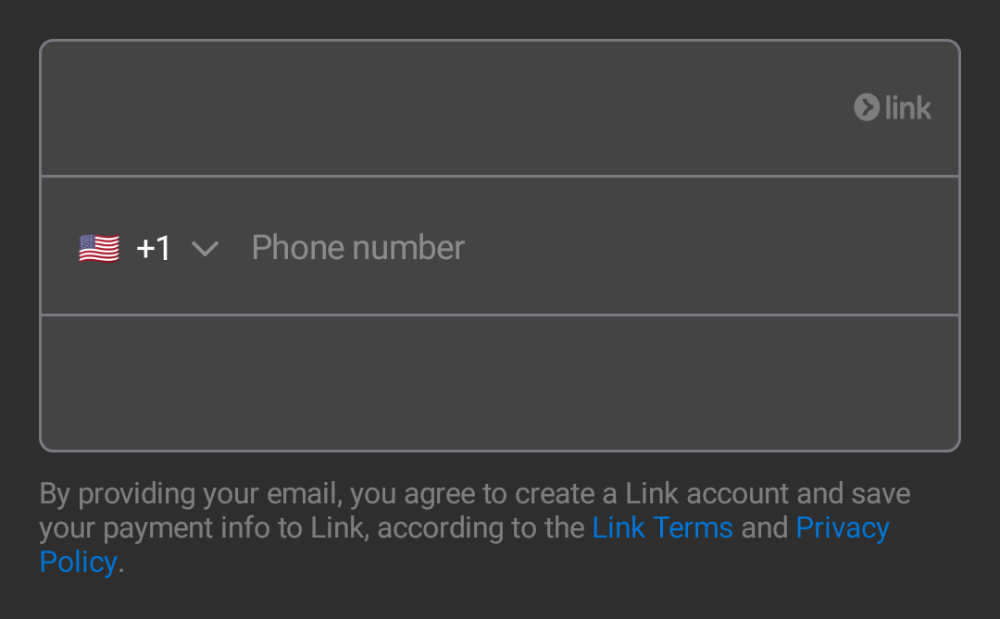 link
+1 Phone number
By providing your email, you agree to create a Link account and save
your payment info to Link, according to the Link Terms and Privacy
Policy.